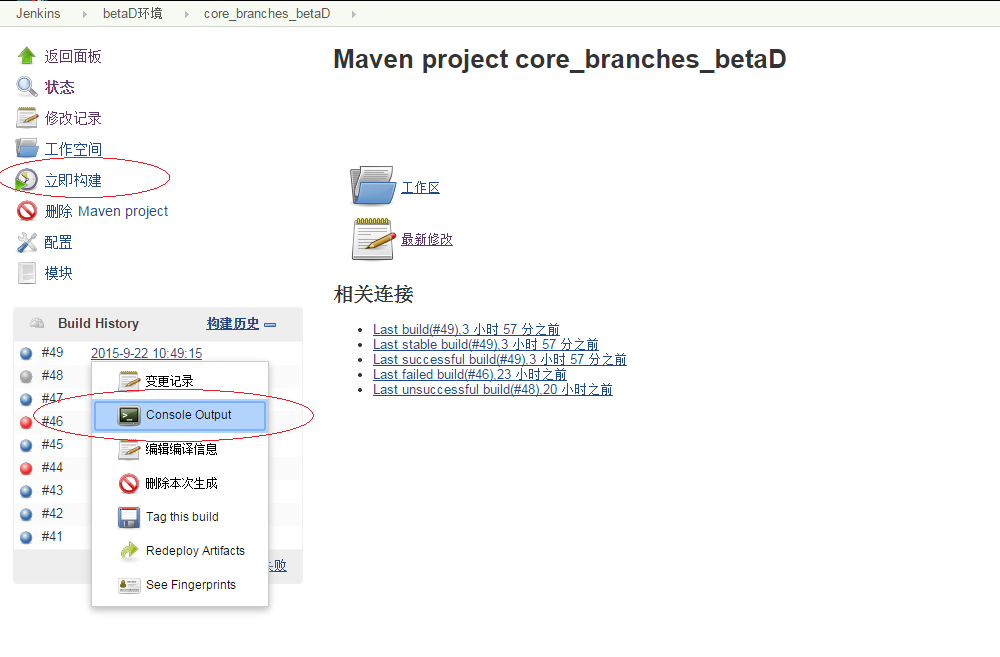 Jenkins betaD环境 core_branches_betaD
返回面板
状态
修改记录
工作空间
立即构建
删除 Maven project
配置
模块
Build History 构建历史
#49 2015-9-22 10:49:15
#48
#47
#46
#45
#44
#43
#42
#41
变更记录
Console Output
编辑编译信息
删除本次生成
Tag this build
Redeploy Artifacts
See Fingerprints
败
Maven project core_branches_betaD
工作区
最新修改
相关连接
Last build(#49),3 小时 57 分之前
Last stable build(#49),3 小时 57 分之前
Last successful build(#49),3 小时 57 分之前
Last failed build(#46),23 小时之前
Last unsuccessful build(#48),20 小时之前